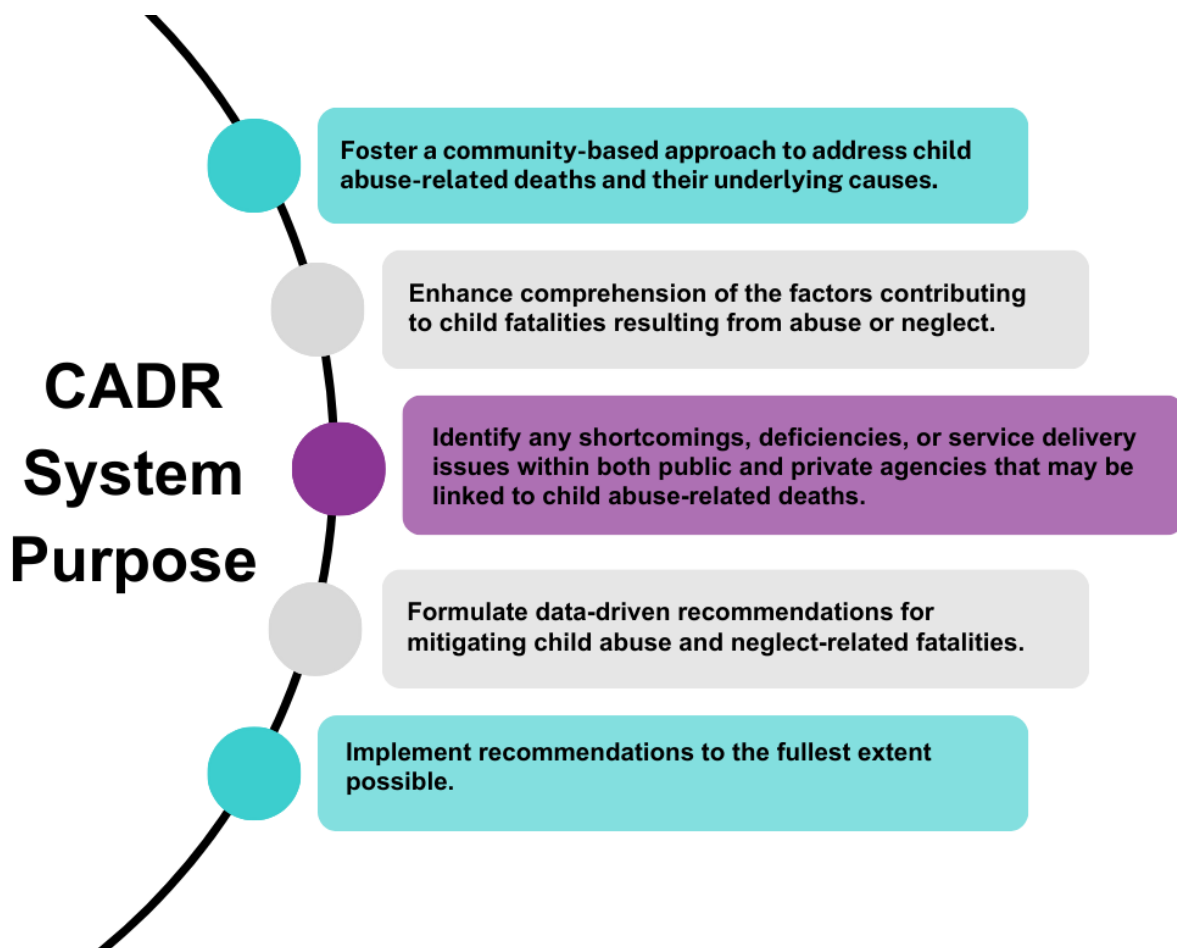 CADR
System
Purpose
Foster a community-based approach to address child
abuse-related deaths and their underlying causes.
Enhance comprehension of the factors contributing
to child fatalities resulting from abuse or neglect.
Identify any shortcomings, deficiencies, or service delivery
issues within both public and private agencies that may be
linked to child abuse-related deaths.
Formulate data-driven recommendations for
mitigating child abuse and neglect-related fatalities.
Implement recommendations to the fullest extent
possible.